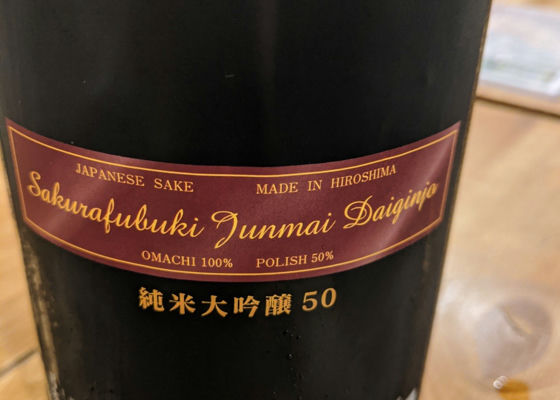 JAPANESE SAKE MADE IN HIROSHIMA
Sakurafubuki Junmai Daiginjo
OMACHI 100% POLISH 50%
純米大吟醸 50